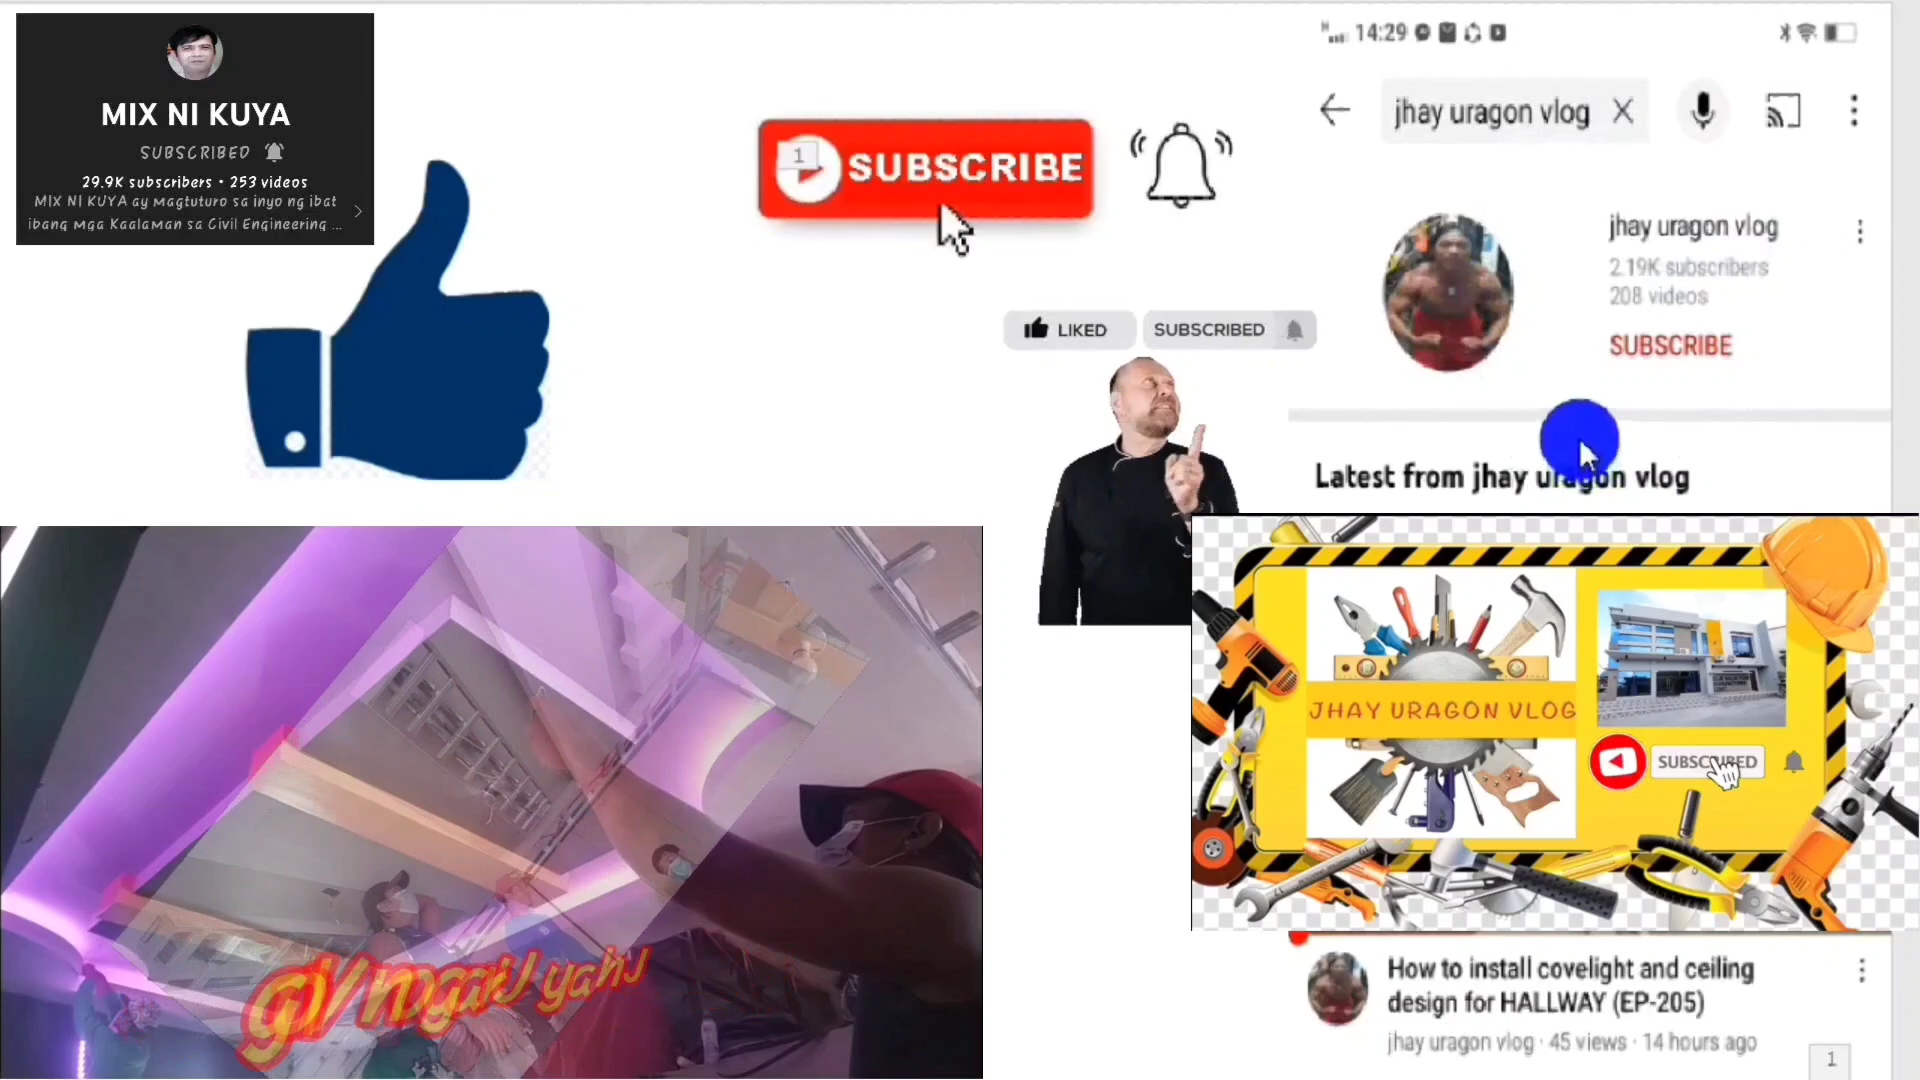 MIX NI KUYA
SUBSCRIBED
29.9K subscribers • 253 videos
MIX NI KUYA ay magtuturo sa inyo ng ibat
ibang mga Kaalaman sa Civil Engineering ...
1
SUBSCRIBE
LIKED
SUBSCRIBED
14:29
jhay uragon vlog
jhay uragon vlog
2.19K subscribers
208 videos
SUBSCRIBE
Latest from jhay uragon vlog
JHAY URAGON VLOG
SUBSCRIBED
How to install covelight and ceiling
design for HALLWAY (EP-205)
jhay uragon vlog · 45 views · 14 hours ago
1